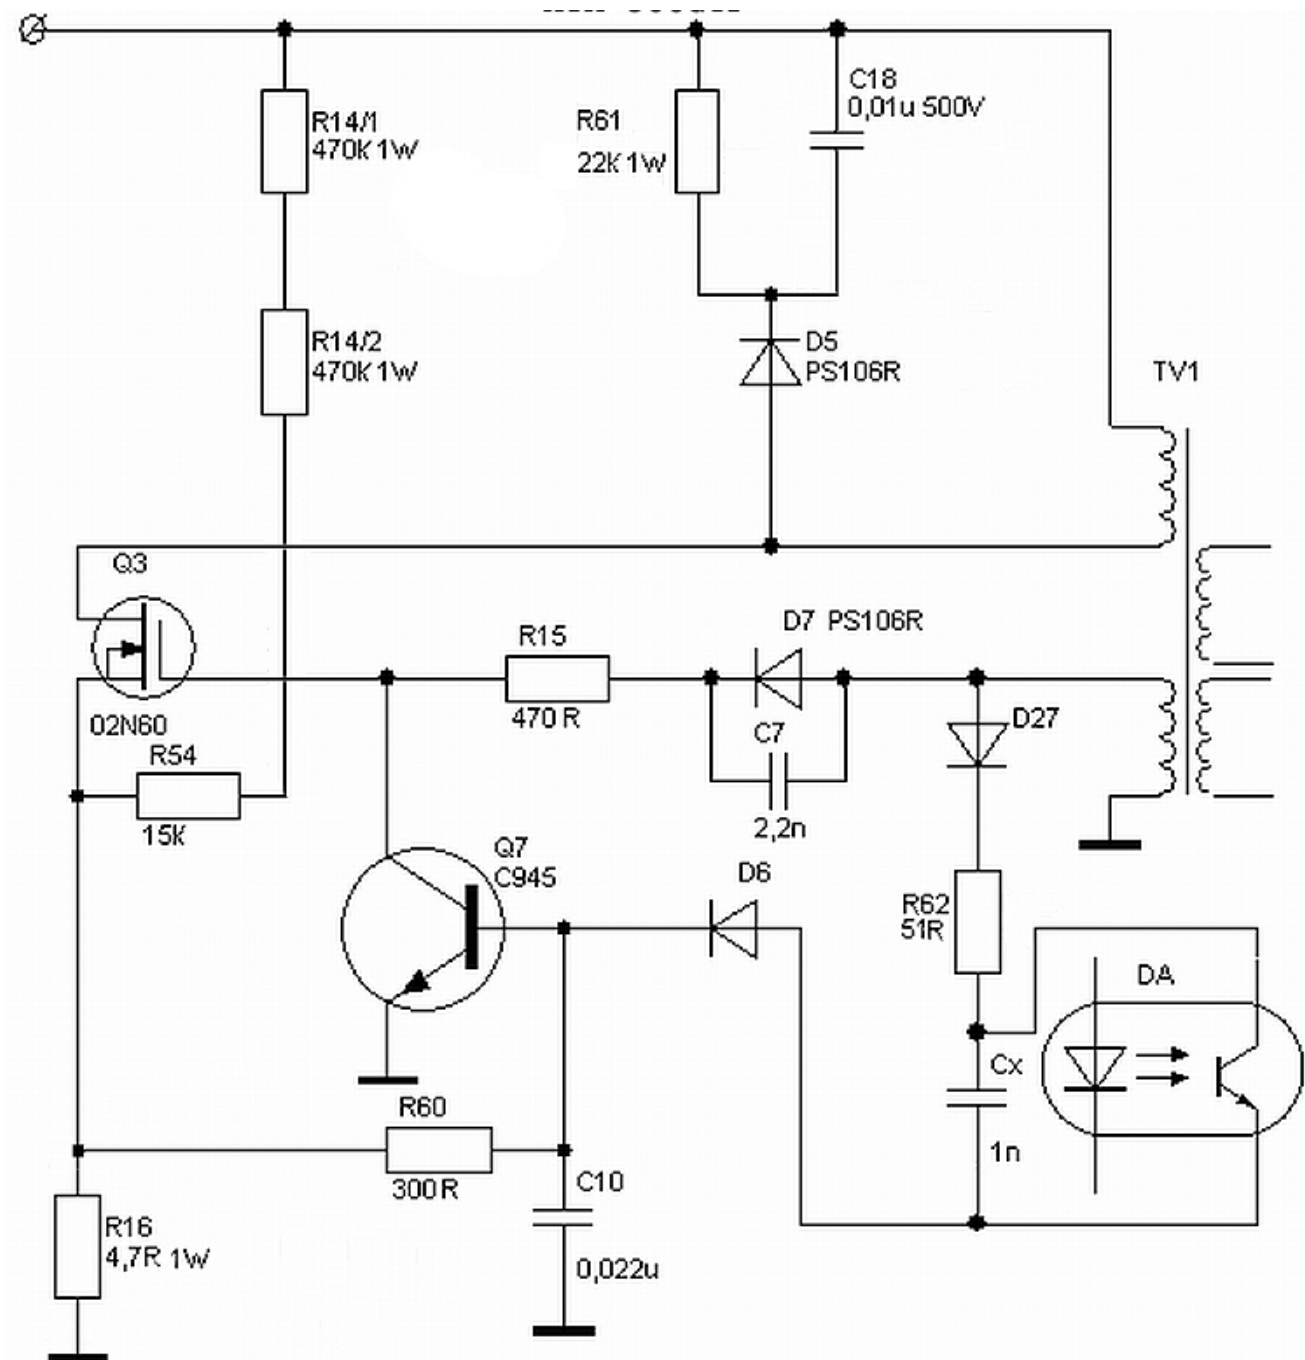 C18
0,01u 500V
R14/1
470K 1W
R61
22K 1W
R14/2
470K 1W
D5
PS106R
TV1
Q3
D7 PS106R
R15
470 R
02N60
C7
D27
R54
15K
2,2n
Q7
C945
D6
R62
51R
DA
Cx
R60
1n
300R
C10
R16
4,7R 1W
0,022u